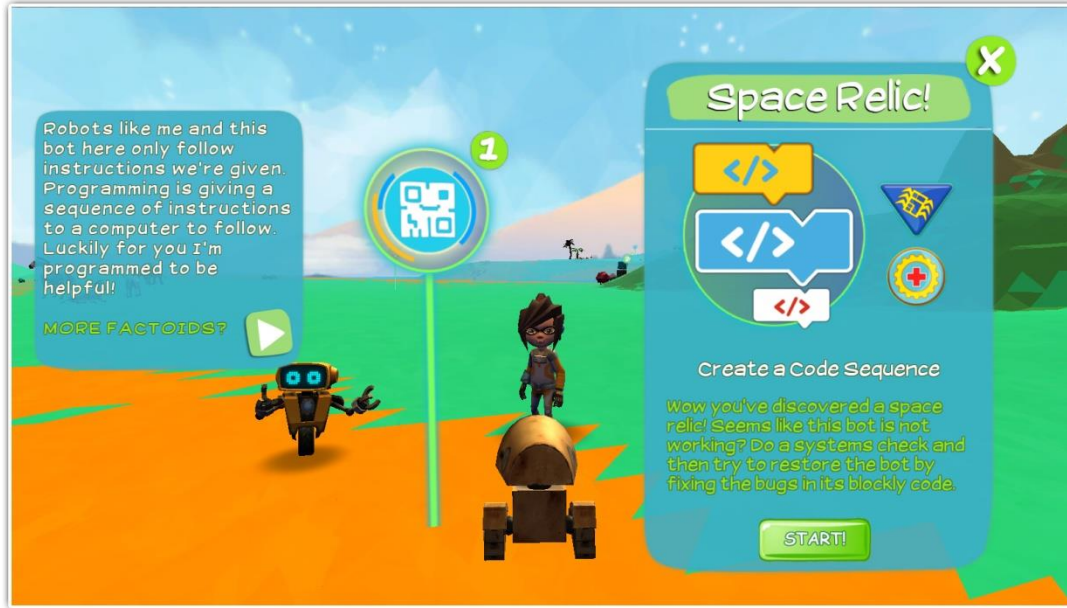 Robots like me and this
bot here only follow
instructions we're given.
Programming is giving a
sequence of instructions
to a computer to follow.
Luckily for you I'm
programmed to be
helpful!
MORE FACTOIDS?
1
X
Space Relic!
</>
</>
</>
Create a Code Sequence
Wow you've discovered a space
relic! Seems like this bot is not
working? Do a systems check and
then try to restore the bot by
fixing the bugs in its blockly code.
START!